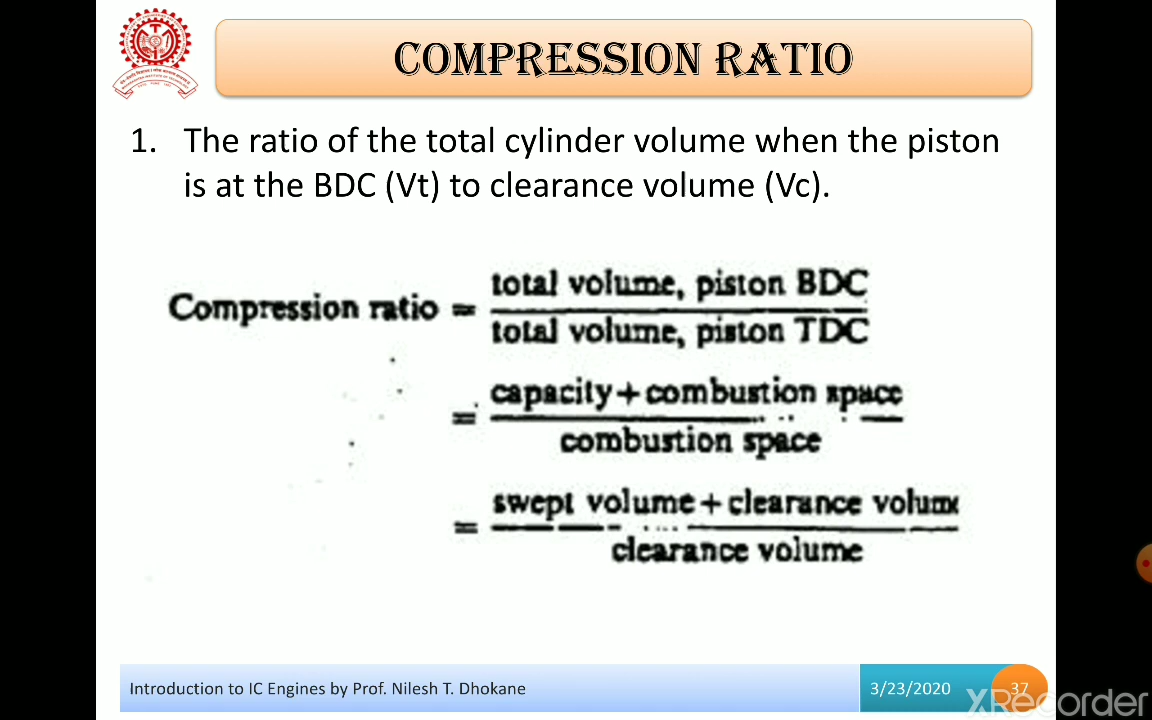 COMPRESSION RATIO
1. The ratio of the total cylinder volume when the piston
is at the BDC (Vt) to clearance volume (Vc).
total volume, piston BDC
Compression ratio =
total volume, piston TDC
capacity + combustion space
=
combustion space
swept volume + clearance volume
=
clearance volume
Introduction to IC Engines by Prof. Nilesh T. Dhokane
3/23/2020
37
XRecorder